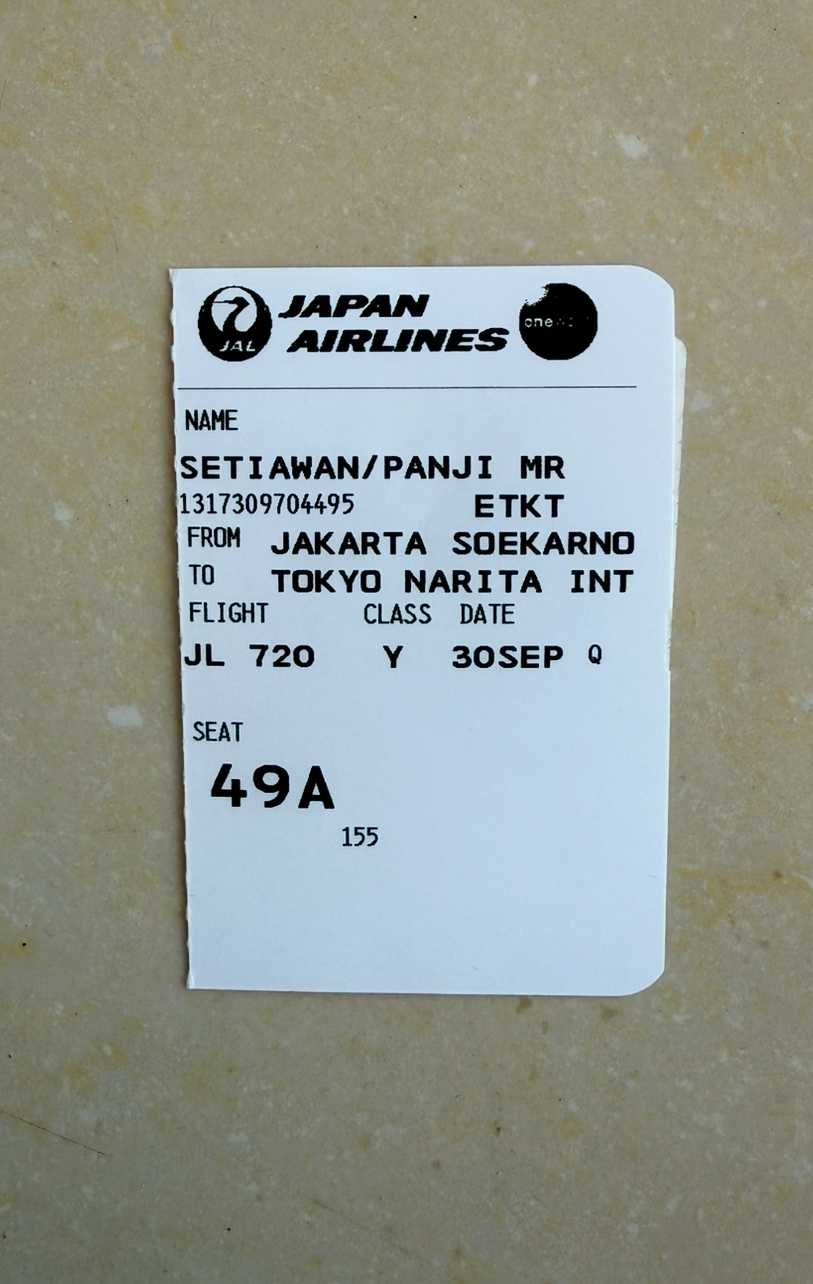 JAL
JAPAN
AIRLINES
one
NAME
SETIAWAN/PANJI MR
1317309704495 ETKT
FROM JAKARTA SOEKARNO
TO TOKYO NARITA INT
FLIGHT CLASS DATE
JL 720 Y 30SEP Q
SEAT
49A
155